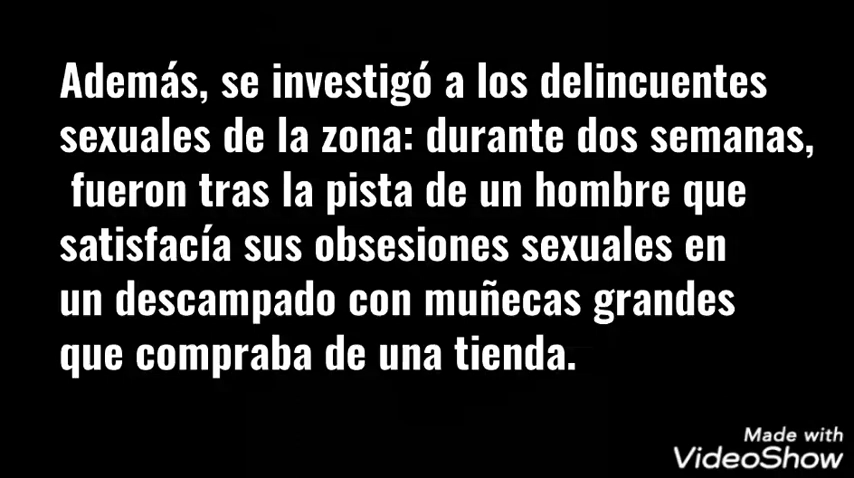 Además, se investigó a los delincuentes
sexuales de la zona: durante dos semanas,
fueron tras la pista de un hombre que
satisfacía sus obsesiones sexuales en
un descampado con muñecas grandes
que compraba de una tienda.
Made with
VideoShow